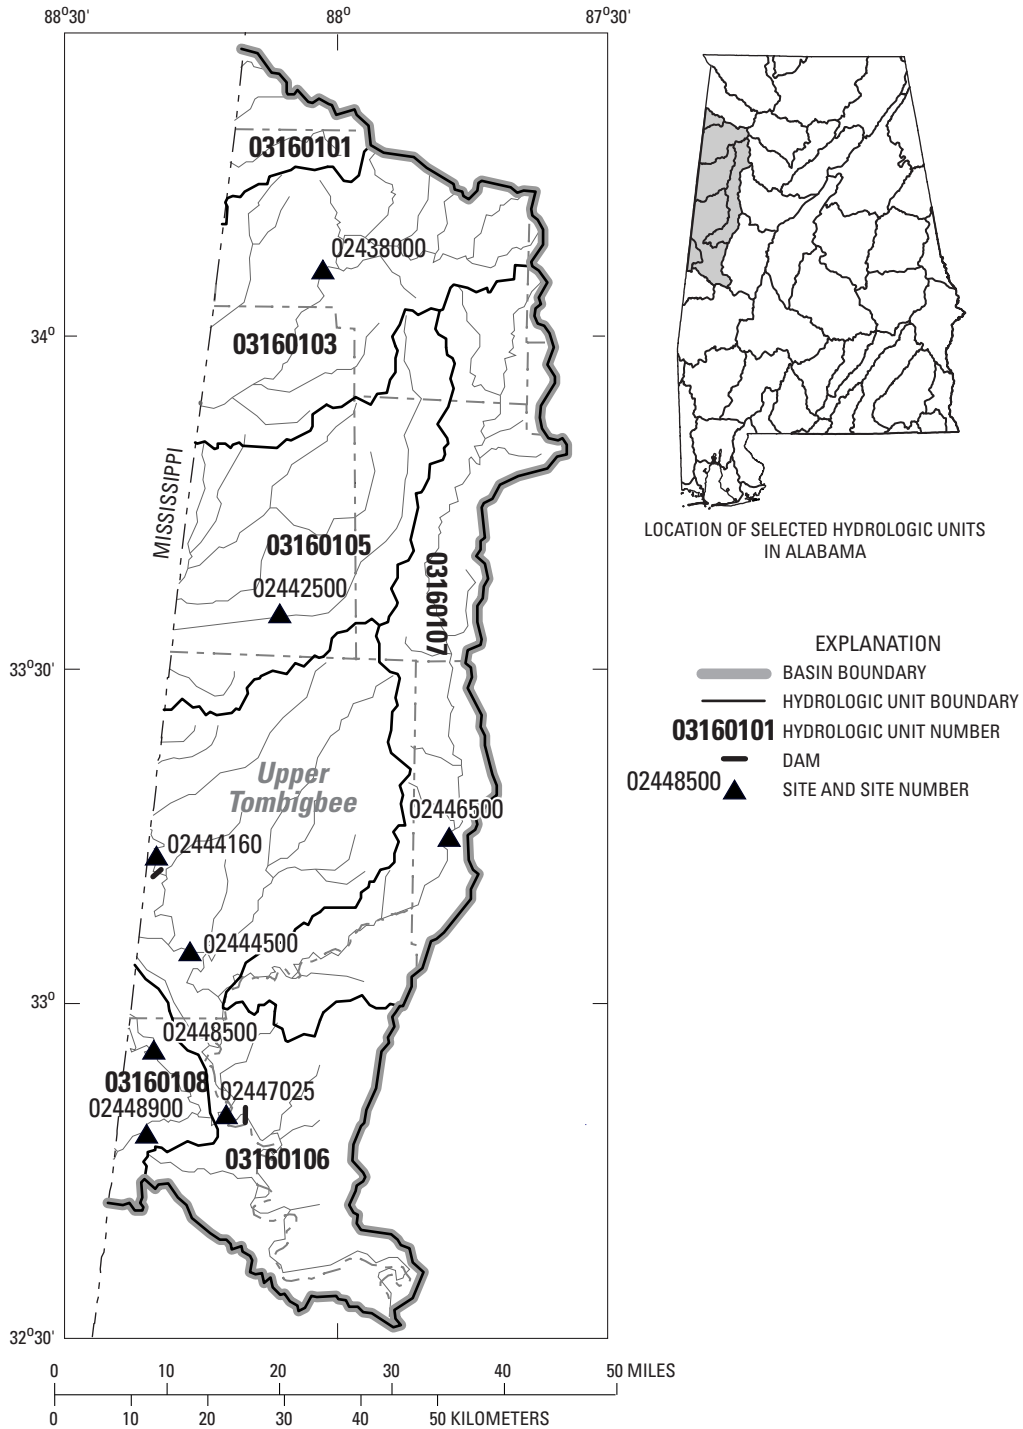 88°30'
88°
87°30'
03160101
02438000
34°
03160103
MISSISSIPPI
LOCATION OF SELECTED HYDROLOGIC UNITS
IN ALABAMA
03160105
02442500
03160107
33°30'
EXPLANATION
BASIN BOUNDARY
HYDROLOGIC UNIT BOUNDARY
03160101 HYDROLOGIC UNIT NUMBER
DAM
02448500 SITE AND SITE NUMBER
Upper
Tombigbee
02446500
02444160
02444500
33°
02448500
03160108
02447025
02448900
03160106
32°30'
0 10 20 30 40 50 MILES
0 10 20 30 40 50 KILOMETERS